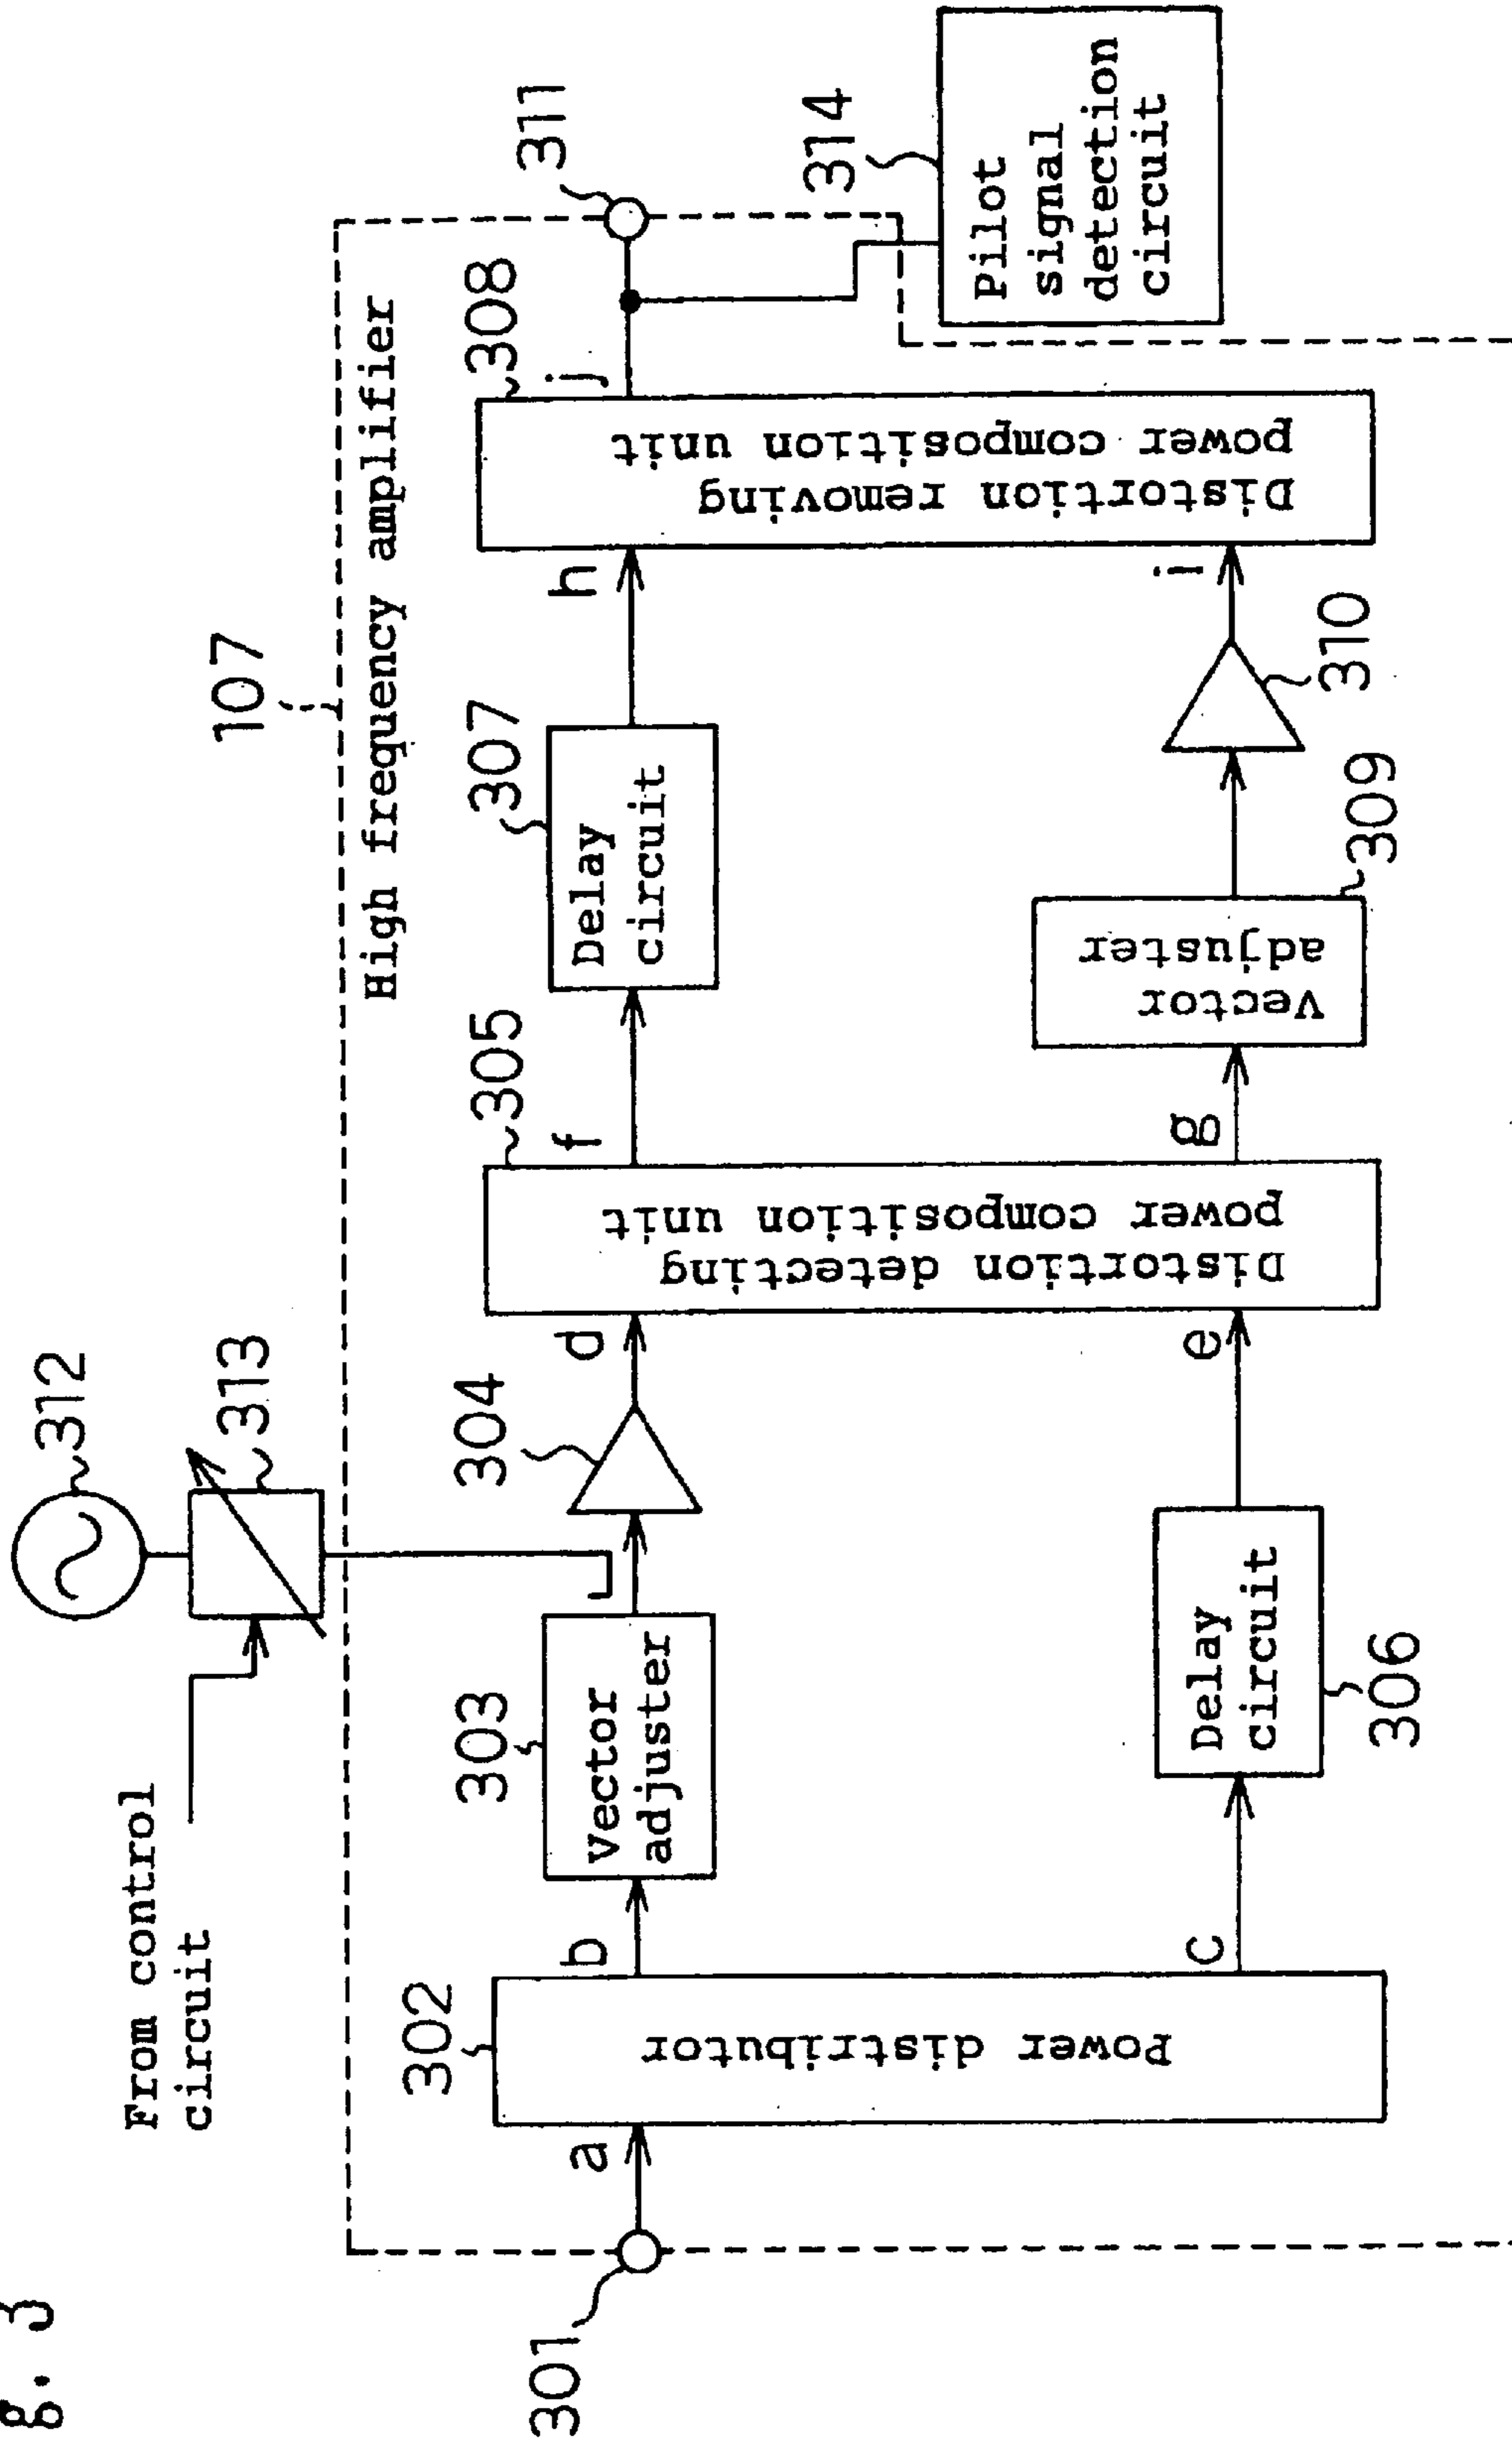 g. 3
312
From control
circuit
313
107
High frequency amplifier
301
a
302
Power distributor
b
c
303
Vector
adjuster
304
d
305
Distortion detecting
power composition unit
e
f
g
306
Delay
circuit
307
Delay
circuit
h
308
Distortion removing
power composition unit
i
j
309
Vector
adjuster
310
311
314
Pilot
signal
detection
circuit